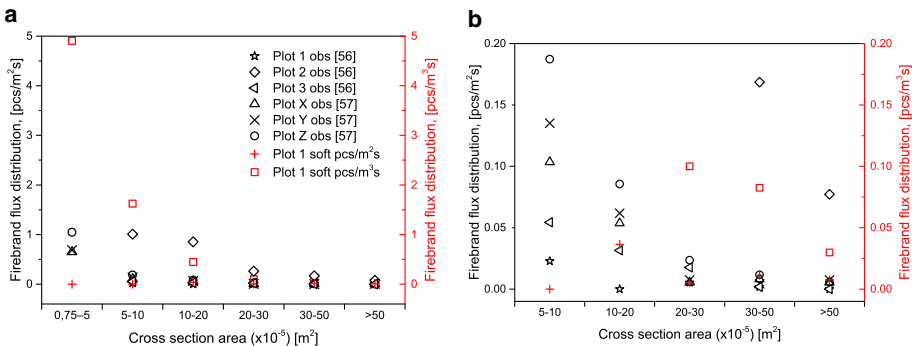 a
Firebrand flux distribution, [pcs/m²s]
5
4
3
2
1
0
Plot 1 obs [56]
Plot 2 obs [56]
Plot 3 obs [56]
Plot X obs [57]
Plot Y obs [57]
Plot Z obs [57]
Plot 1 soft pcs/m²s
Plot 1 soft pcs/m³s
5
4
3
2
1
0
Firebrand flux distribution, [pcs/m³s]
0,75–5 5-10 10-20 20-30 30-50 >50
Cross section area (x10⁻⁵) [m²]
b
Firebrand flux distribution, [pcs/m²s]
0.20
0.15
0.10
0.05
0.00
0.20
0.15
0.10
0.05
0.00
Firebrand flux distribution, [pcs/m³s]
5-10 10-20 20-30 30-50 >50
Cross section area (x10⁻⁵) [m²]